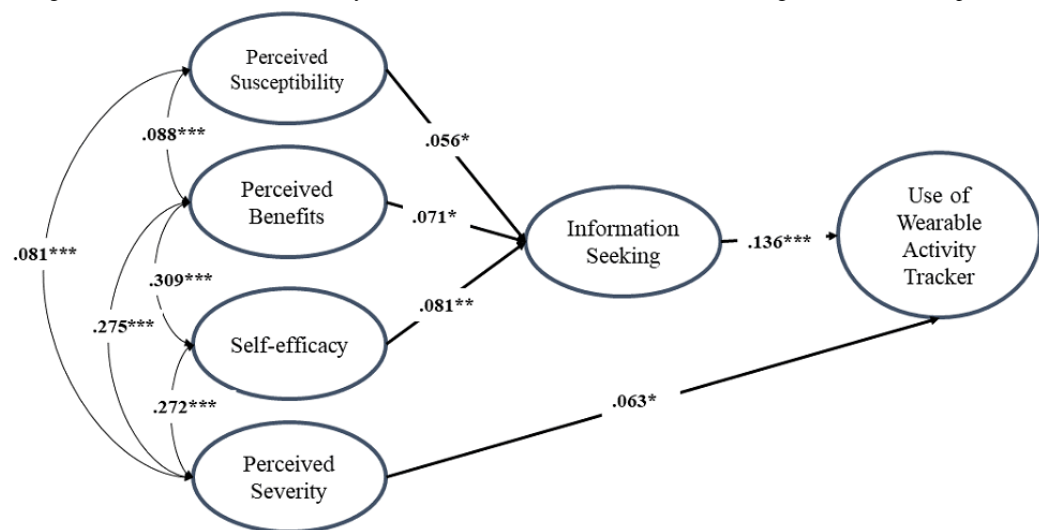 Perceived
Susceptibility
.088***
.056*
Perceived
Benefits
.071*
Information
Seeking
.136***
Use of
Wearable
Activity
Tracker
.081***
.309***
.275***
.081**
Self-efficacy
.272***
.063*
Perceived
Severity